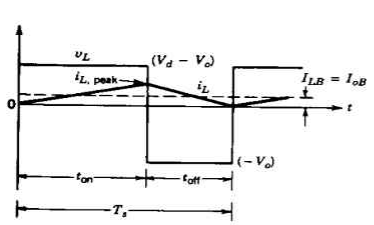 v_L
(V_d − V_o)
i_L, peak
i_L
I_LB = I_oB
0
t
(−V_o)
t_on
t_off
T_s